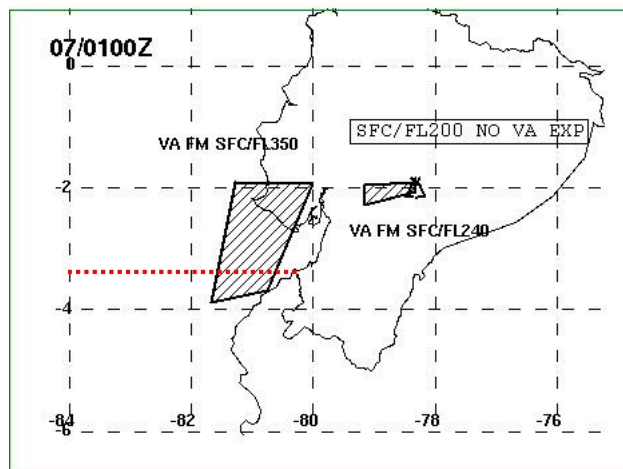 07/0100Z
0
SFC/FL200 NO VA EXP
VA FM SFC/FL350
-2
VA FM SFC/FL240
-4
-84
-82
-80
-78
-76
-6